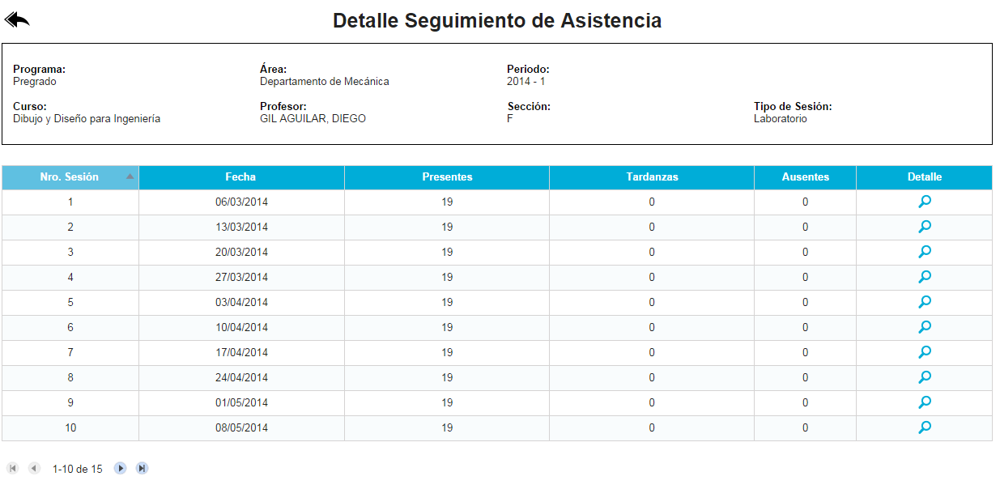 Detalle Seguimiento de Asistencia
Programa: Área: Periodo:
Pregrado Departamento de Mecánica 2014 - 1
Curso: Profesor: Sección: Tipo de Sesión:
Dibujo y Diseño para Ingeniería GIL AGUILAR, DIEGO F Laboratorio
Nro. Sesión Fecha Presentes Tardanzas Ausentes Detalle
1 06/03/2014 19 0 0
2 13/03/2014 19 0 0
3 20/03/2014 19 0 0
4 27/03/2014 19 0 0
5 03/04/2014 19 0 0
6 10/04/2014 19 0 0
7 17/04/2014 19 0 0
8 24/04/2014 19 0 0
9 01/05/2014 19 0 0
10 08/05/2014 19 0 0
1-10 de 15